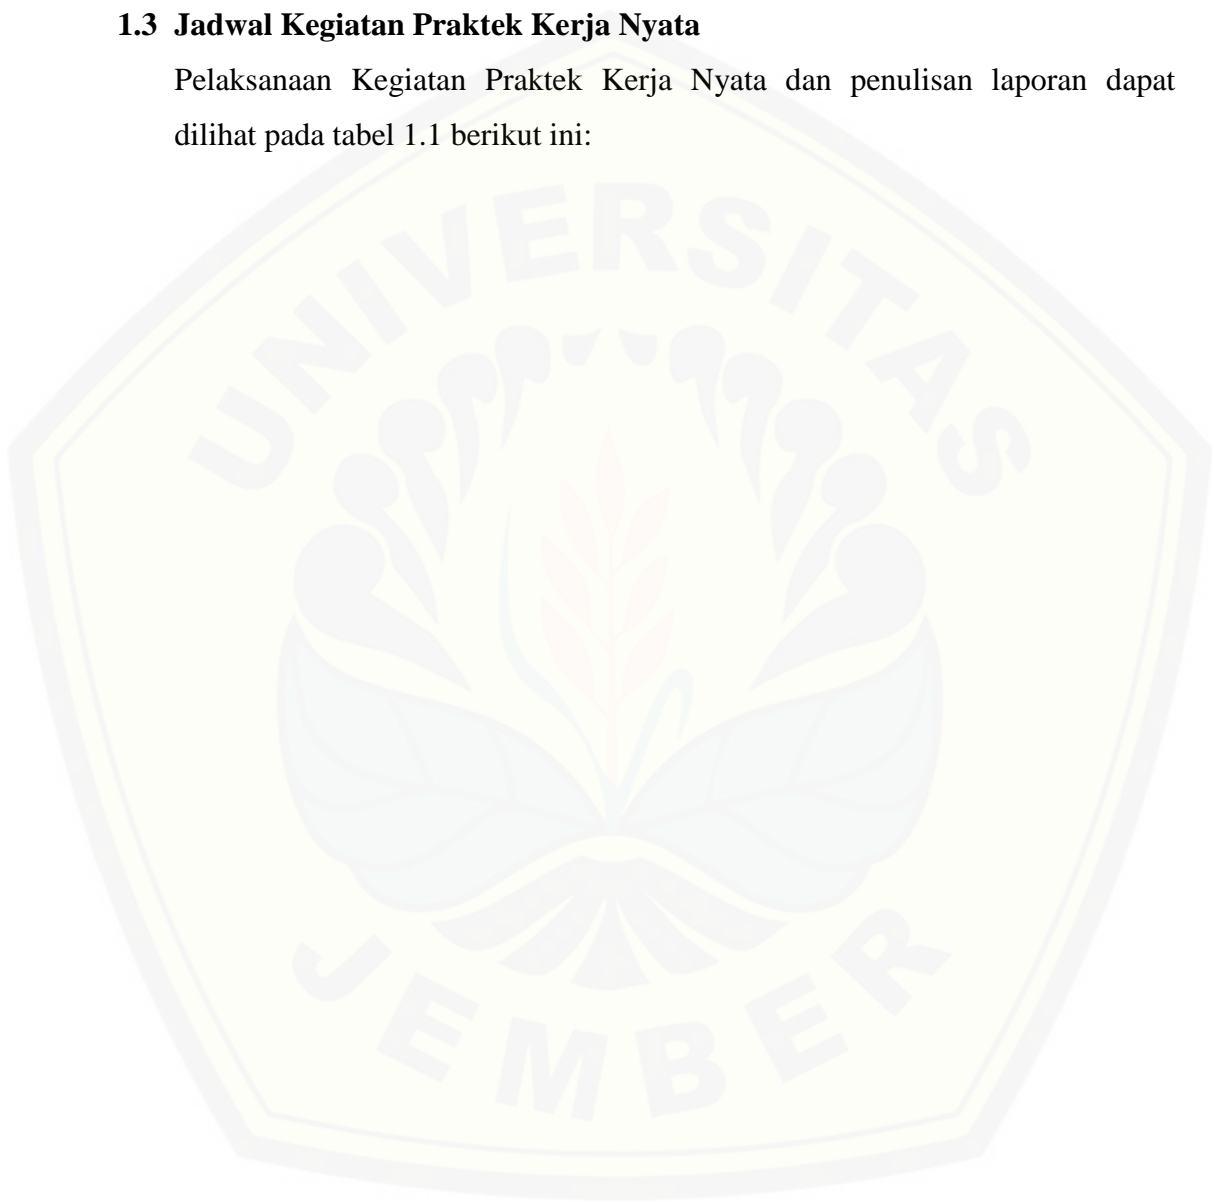 1.3 Jadwal Kegiatan Praktek Kerja Nyata
Pelaksanaan Kegiatan Praktek Kerja Nyata dan penulisan laporan dapat
dilihat pada tabel 1.1 berikut ini:
UNIVERSITAS
JEMBER